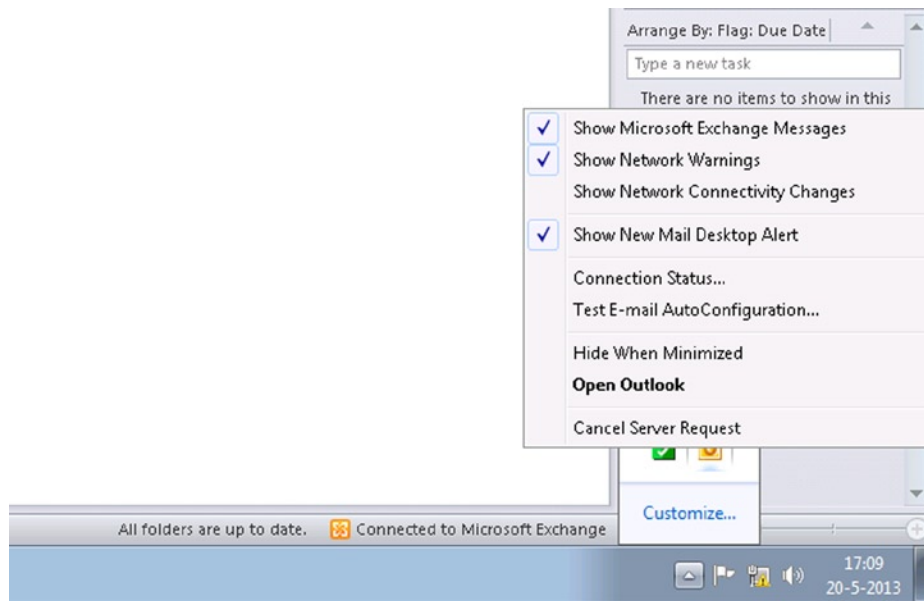 Arrange By: Flag: Due Date
Type a new task
There are no items to show in this
Show Microsoft Exchange Messages
Show Network Warnings
Show Network Connectivity Changes
Show New Mail Desktop Alert
Connection Status...
Test E-mail AutoConfiguration...
Hide When Minimized
Open Outlook
Cancel Server Request
Customize...
All folders are up to date. Connected to Microsoft Exchange
17:09
20-5-2013